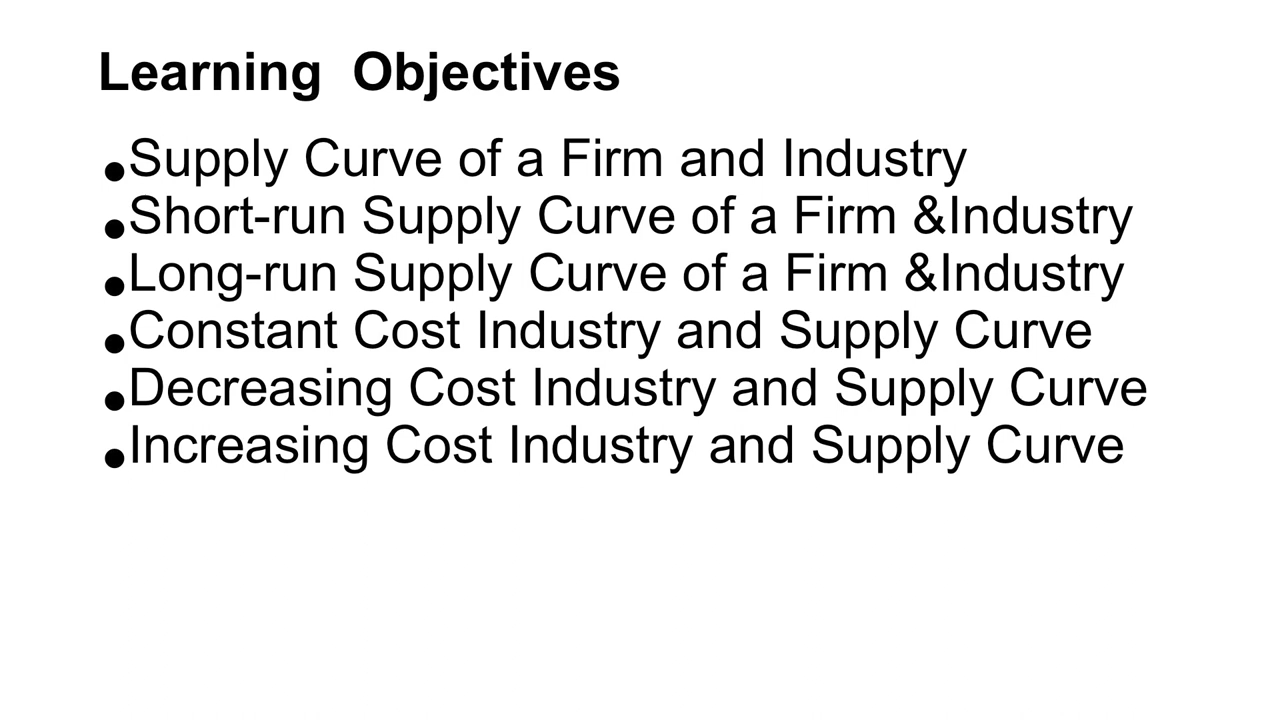 Learning  Objectives
•Supply Curve of a Firm and Industry
•Short-run Supply Curve of a Firm &Industry
•Long-run Supply Curve of a Firm &Industry
•Constant Cost Industry and Supply Curve
•Decreasing Cost Industry and Supply Curve
•Increasing Cost Industry and Supply Curve